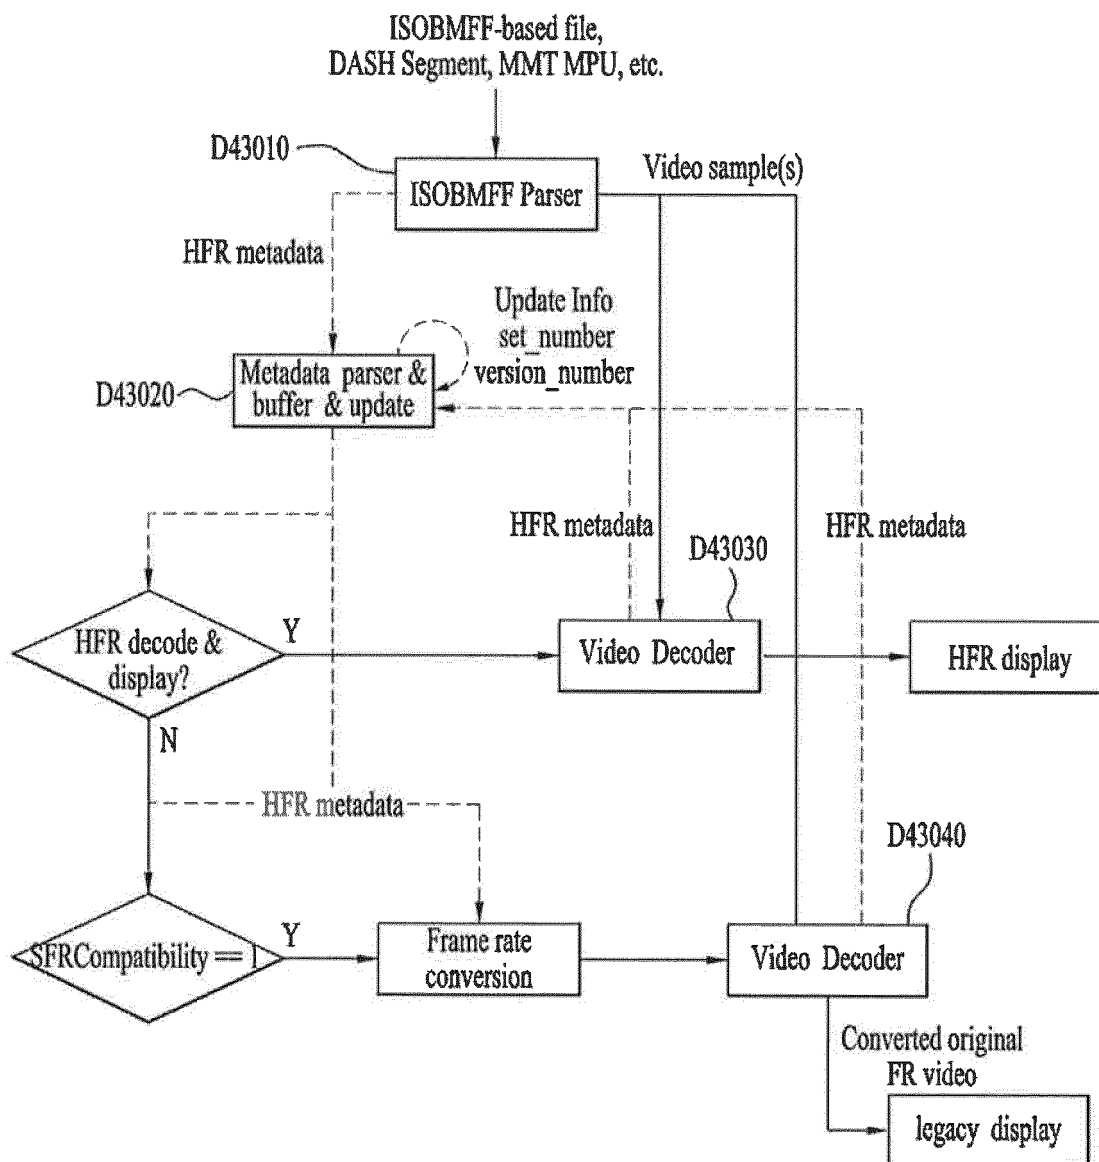 ISOBMFF-based file,
DASH Segment, MMT MPU, etc.
D43010
Video sample(s)
ISOBMFF Parser
HFR metadata
Update Info
set_number
version_number
D43020
Metadata parser &
buffer & update
HFR metadata
HFR metadata
D43030
HFR decode &
display?
Y
Video Decoder
HFR display
N
HFR metadata
D43040
SFRCompatibility == 1
Y
Frame rate
conversion
Video Decoder
Converted original
FR video
legacy display